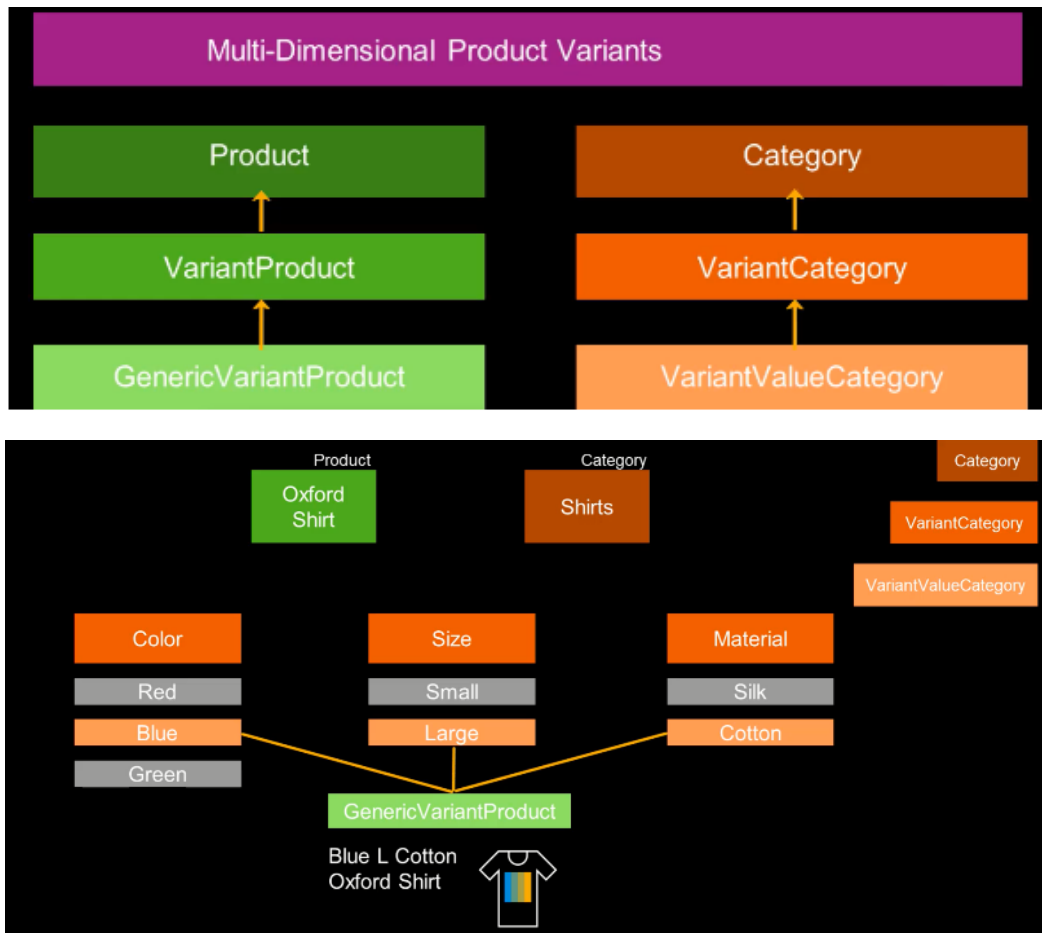 Multi-Dimensional Product Variants
Product
Category
VariantProduct
VariantCategory
GenericVariantProduct
VariantValueCategory
Product
Category
Category
Oxford
Shirt
Shirts
VariantCategory
VariantValueCategory
Color
Size
Material
Red
Small
Silk
Blue
Large
Cotton
Green
GenericVariantProduct
Blue L Cotton
Oxford Shirt